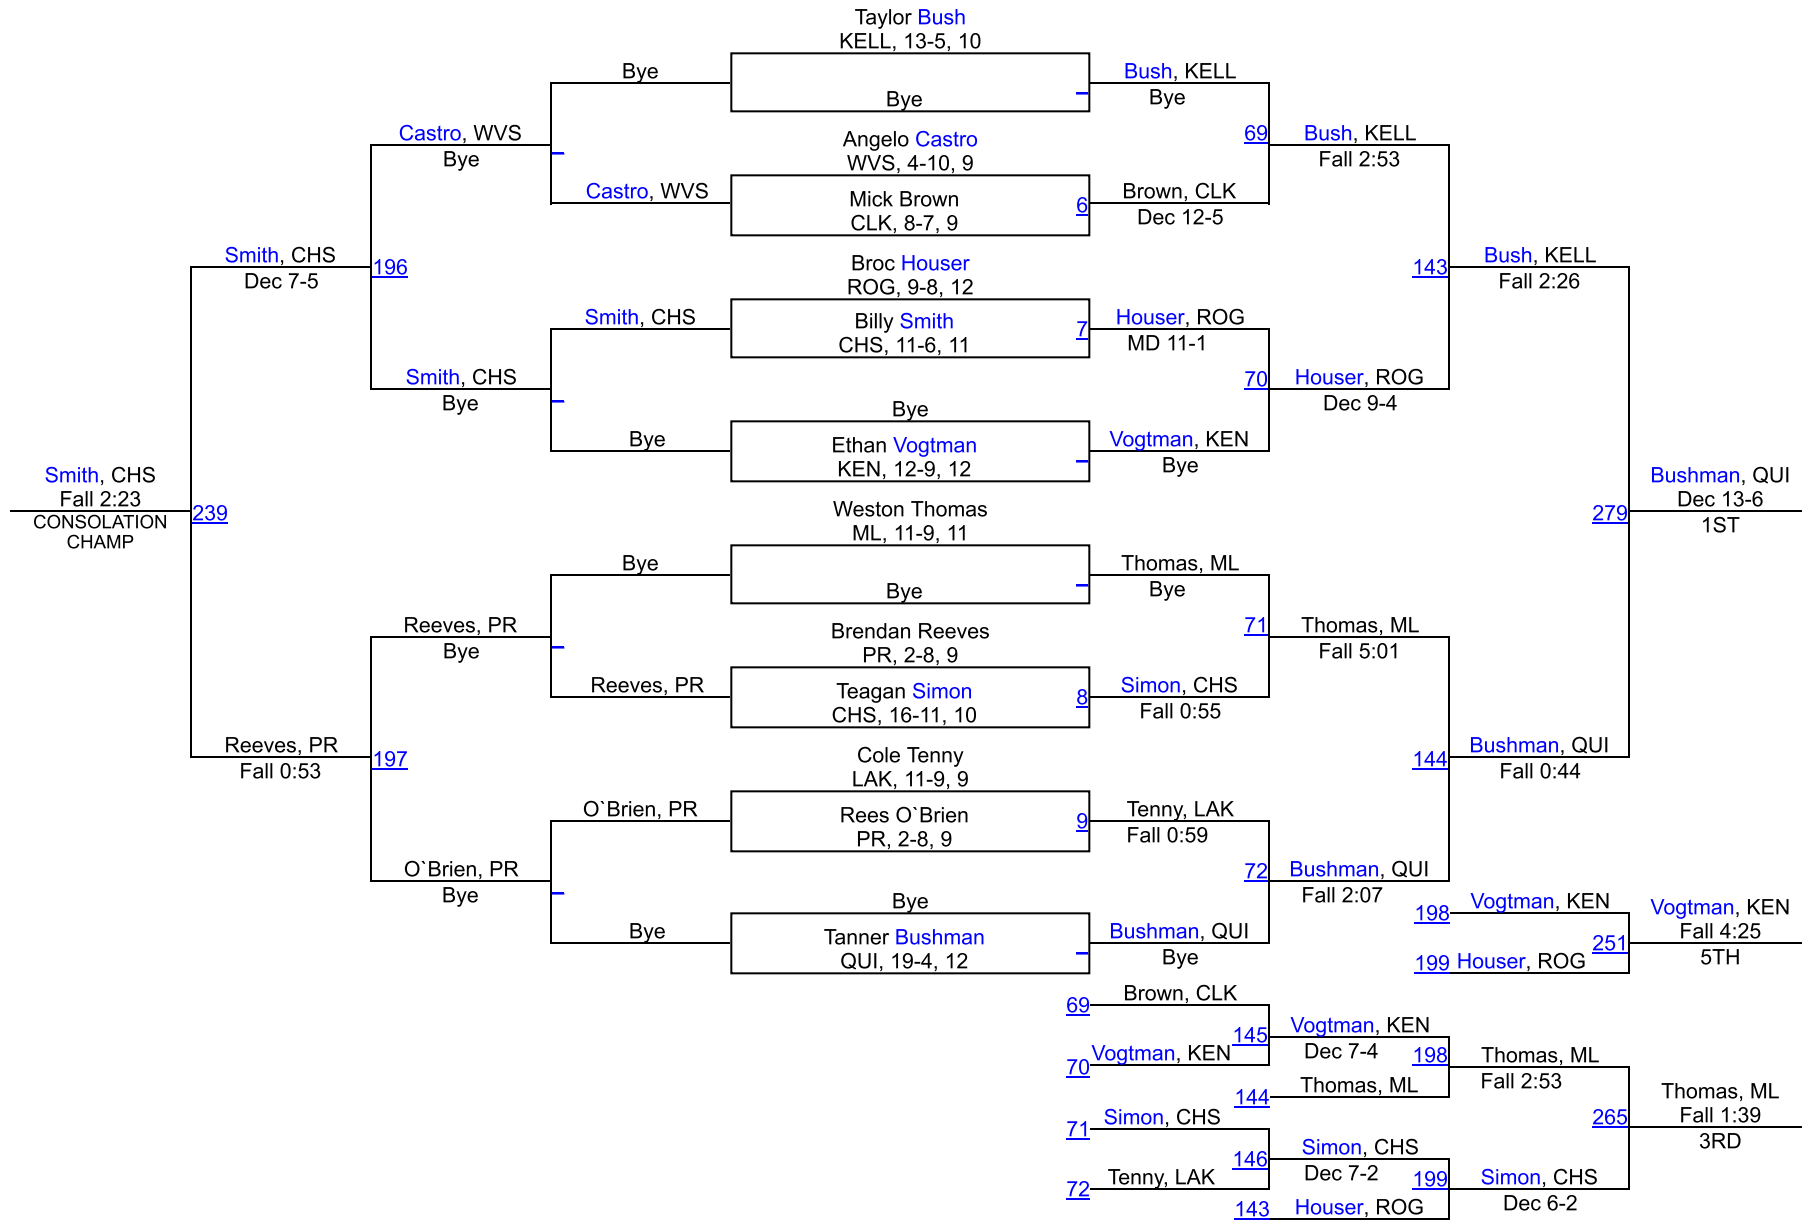 Taylor Bush
KELL, 13-5, 10
Bye
Bush, KELL
Bye
Bye
Castro, WVS
Bye
Angelo Castro
WVS, 4-10, 9
69
Bush, KELL
Fall 2:53
Castro, WVS
Mick Brown
CLK, 8-7, 9
6
Brown, CLK
Dec 12-5
Smith, CHS
Dec 7-5
196
Broc Houser
ROG, 9-8, 12
143
Bush, KELL
Fall 2:26
Smith, CHS
Billy Smith
CHS, 11-6, 11
7
Houser, ROG
MD 11-1
Smith, CHS
Bye
70
Houser, ROG
Dec 9-4
Bye
Bye
Ethan Vogtman
KEN, 12-9, 12
Vogtman, KEN
Bye
Smith, CHS
Fall 2:23
CONSOLATION
CHAMP
239
Weston Thomas
ML, 11-9, 11
279
Bushman, QUI
Dec 13-6
1ST
Bye
Bye
Thomas, ML
Bye
Reeves, PR
Bye
Brendan Reeves
PR, 2-8, 9
71
Thomas, ML
Fall 5:01
Reeves, PR
Teagan Simon
CHS, 16-11, 10
8
Simon, CHS
Fall 0:55
Reeves, PR
Fall 0:53
197
Cole Tenny
LAK, 11-9, 9
144
Bushman, QUI
Fall 0:44
O`Brien, PR
Rees O`Brien
PR, 2-8, 9
9
Tenny, LAK
Fall 0:59
O`Brien, PR
Bye
72
Bushman, QUI
Fall 2:07
Bye
Bye
Tanner Bushman
QUI, 19-4, 12
Bushman, QUI
Bye
198
Vogtman, KEN
199
Houser, ROG
251
Vogtman, KEN
Fall 4:25
5TH
69
Brown, CLK
70
Vogtman, KEN
145
Vogtman, KEN
Dec 7-4
144
Thomas, ML
198
Thomas, ML
Fall 2:53
71
Simon, CHS
72
Tenny, LAK
146
Simon, CHS
Dec 7-2
143
Houser, ROG
199
Simon, CHS
Dec 6-2
265
Thomas, ML
Fall 1:39
3RD